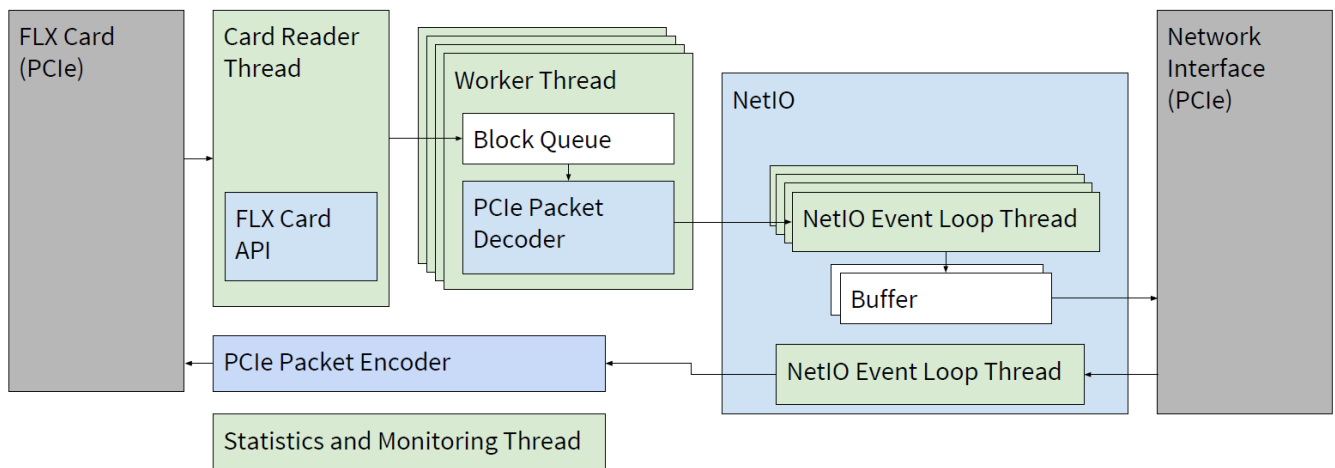 FLX Card
(PCIe)
Card Reader
Thread
FLX Card
API
Worker Thread
Block Queue
PCIe Packet
Decoder
NetIO
NetIO Event Loop Thread
Buffer
NetIO Event Loop Thread
Network
Interface
(PCIe)
PCIe Packet Encoder
Statistics and Monitoring Thread